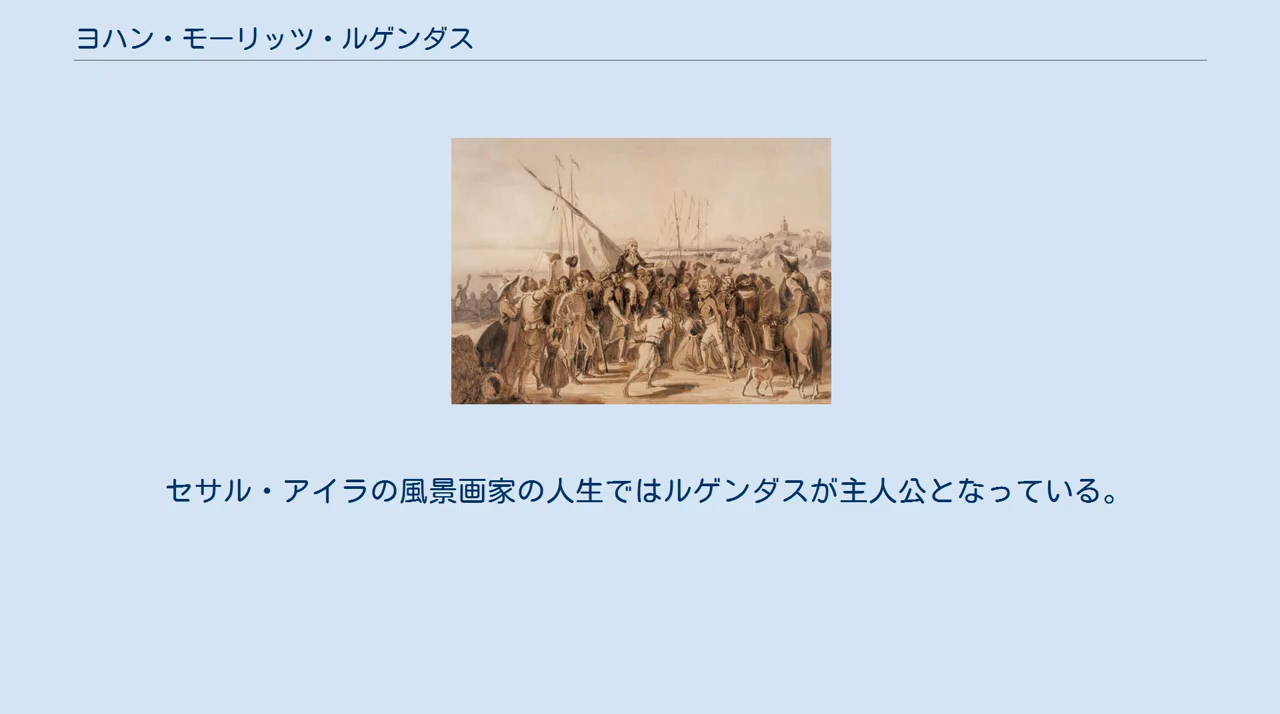 ヨハン・モーリッツ・ルゲンダス
セサル・アイラの風景画家の人生ではルゲンダスが主人公となっている。